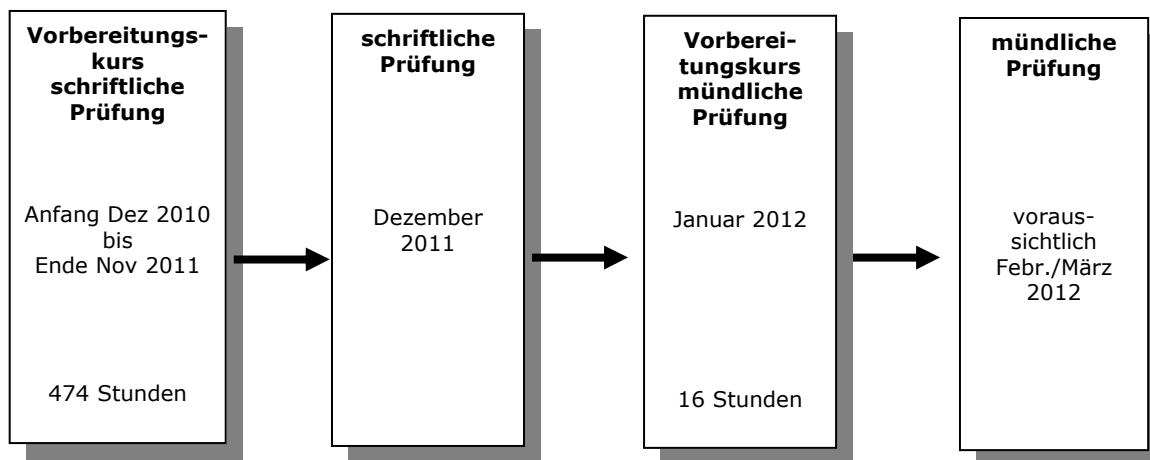 Vorbereitungs-
kurs
schriftliche
Prüfung
Anfang Dez 2010
bis
Ende Nov 2011
474 Stunden
schriftliche
Prüfung
Dezember
2011
Vorberei-
tungskurs
mündliche
Prüfung
Januar 2012
16 Stunden
mündliche
Prüfung
voraus-
sichtlich
Febr./März
2012